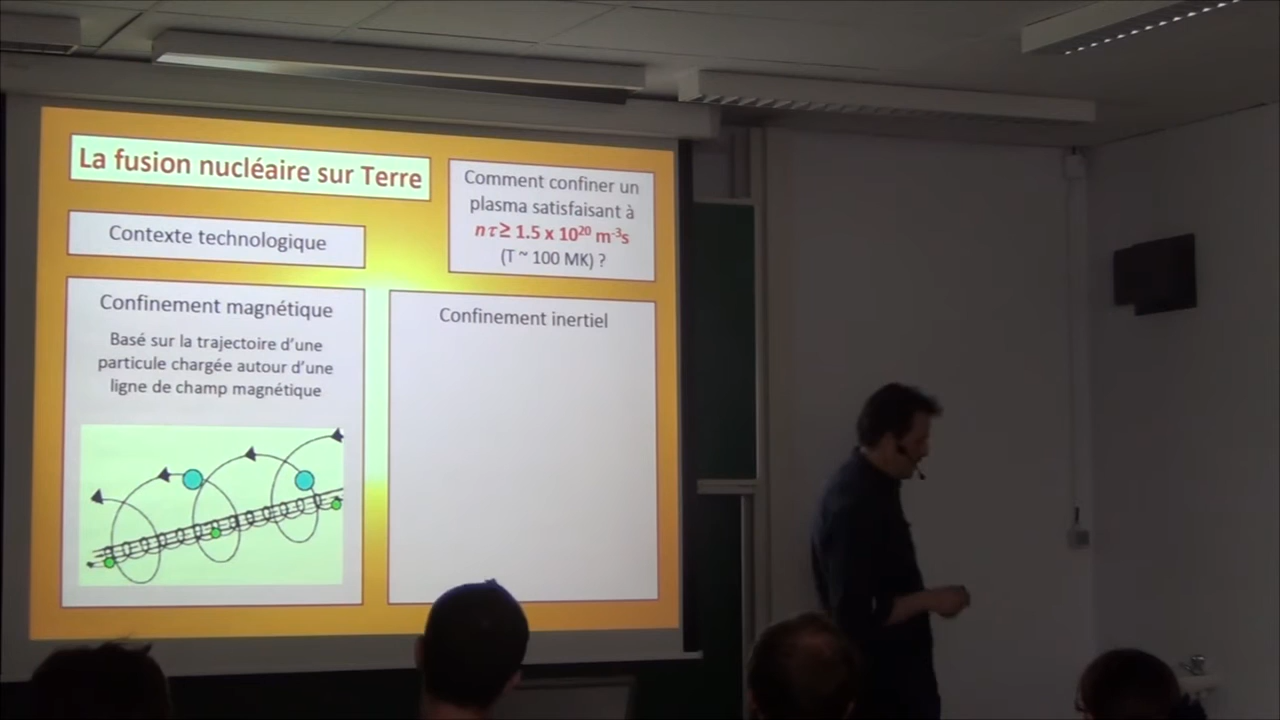 La fusion nucléaire sur Terre
Comment confiner un
plasma satisfaisant à
n τ ≥ 1.5 x 10²⁰ m⁻³s
(T ~ 100 MK) ?
Contexte technologique
Confinement magnétique
Basé sur la trajectoire d’une
particule chargée autour d’une
ligne de champ magnétique
Confinement inertiel